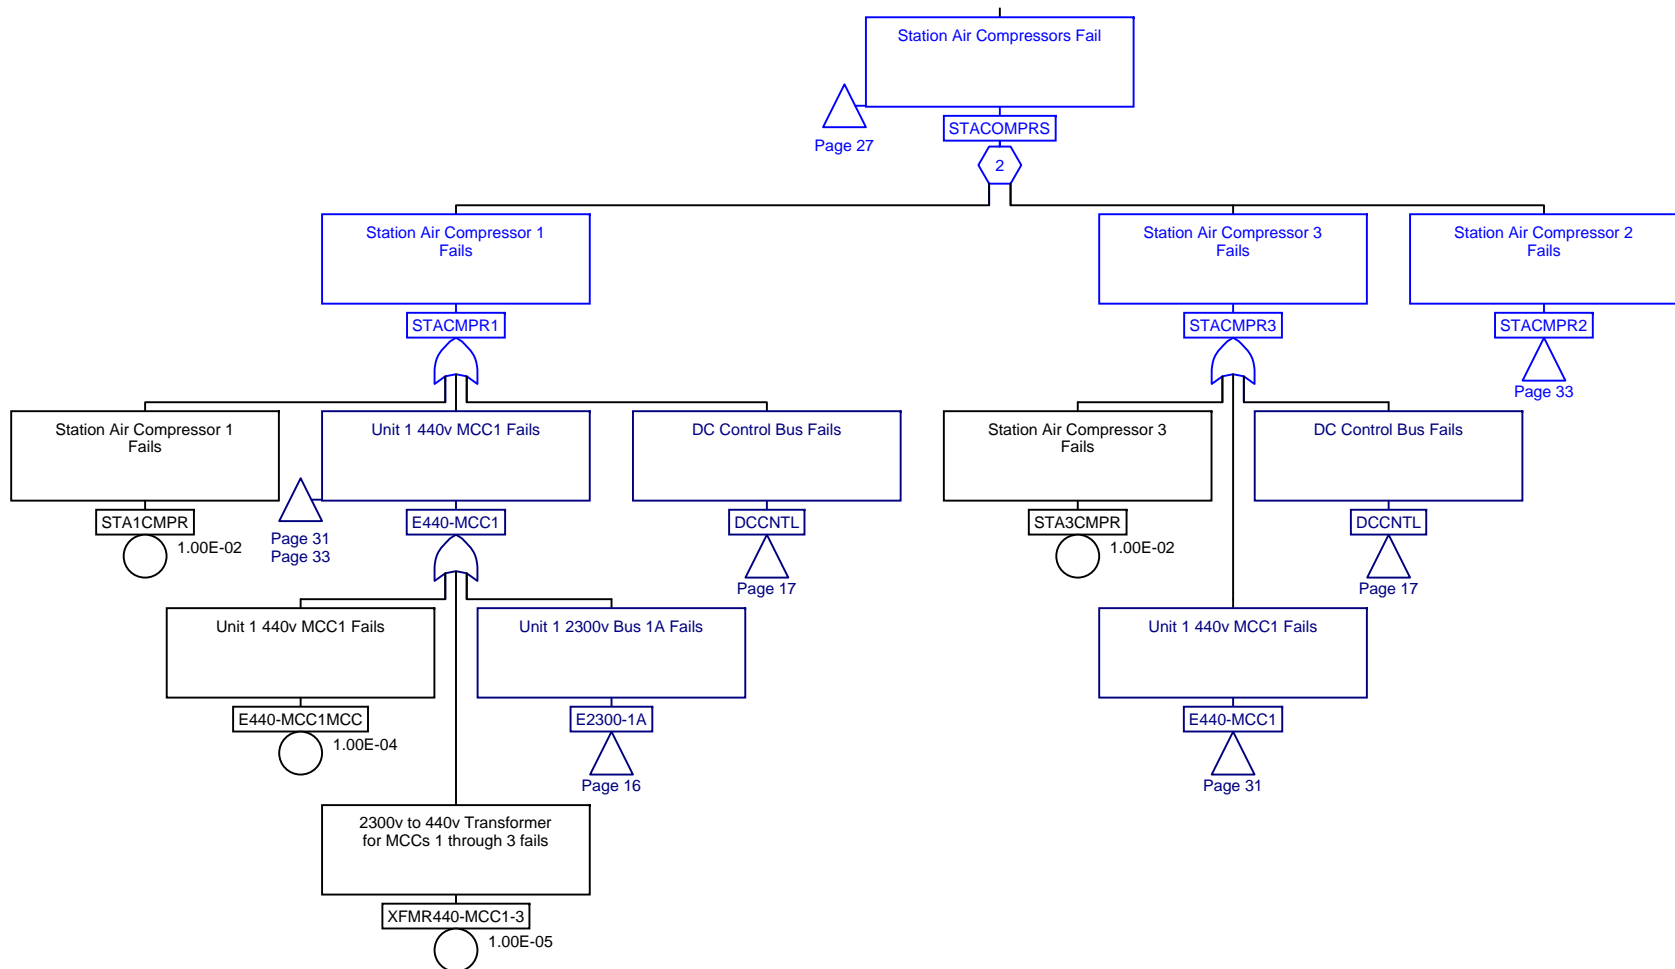 Station Air Compressors Fail
Page 27
STACOMPRS
2
Station Air Compressor 1
Fails
STACMPR1
Station Air Compressor 3
Fails
STACMPR3
Station Air Compressor 2
Fails
STACMPR2
Page 33
Station Air Compressor 1
Fails
STA1CMPR
1.00E-02
Unit 1 440v MCC1 Fails
Page 31
Page 33
E440-MCC1
DC Control Bus Fails
DCCNTL
Page 17
Station Air Compressor 3
Fails
STA3CMPR
1.00E-02
DC Control Bus Fails
DCCNTL
Page 17
Unit 1 440v MCC1 Fails
E440-MCC1MCC
1.00E-04
Unit 1 2300v Bus 1A Fails
E2300-1A
Page 16
Unit 1 440v MCC1 Fails
E440-MCC1
Page 31
2300v to 440v Transformer
for MCCs 1 through 3 fails
XFMR440-MCC1-3
1.00E-05